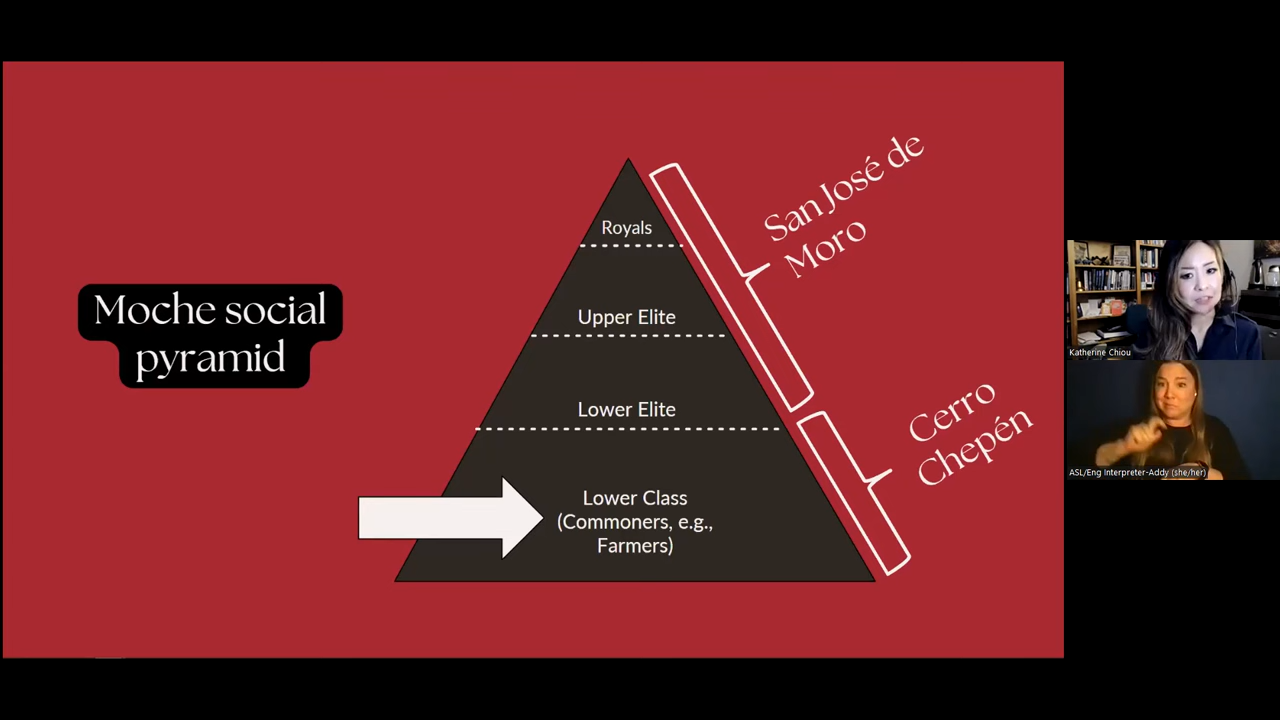 Moche social
pyramid
Royals
Upper Elite
Lower Elite
Lower Class
(Commoners, e.g.,
Farmers)
San José de
Moro
Cerro
Chepén
Katherine Chiou
ASL/Eng Interpreter-Addy (she/her)